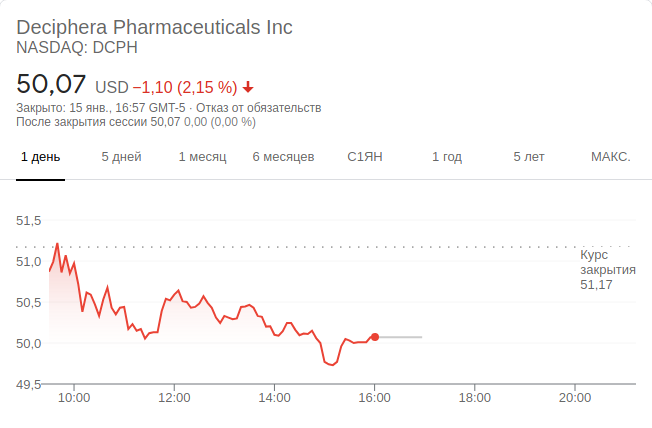 Deciphera Pharmaceuticals Inc
NASDAQ: DCPH
50,07 USD −1,10 (2,15 %)
Закрыто: 15 янв., 16:57 GMT-5 · Отказ от обязательств
После закрытия сессии 50,07 0,00 (0,00 %)
1 день 5 дней 1 месяц 6 месяцев С1ЯН 1 год 5 лет МАКС.
51,5
51,0
50,5
50,0
49,5
Курс
закрытия
51,17
10:00 12:00 14:00 16:00 18:00 20:00